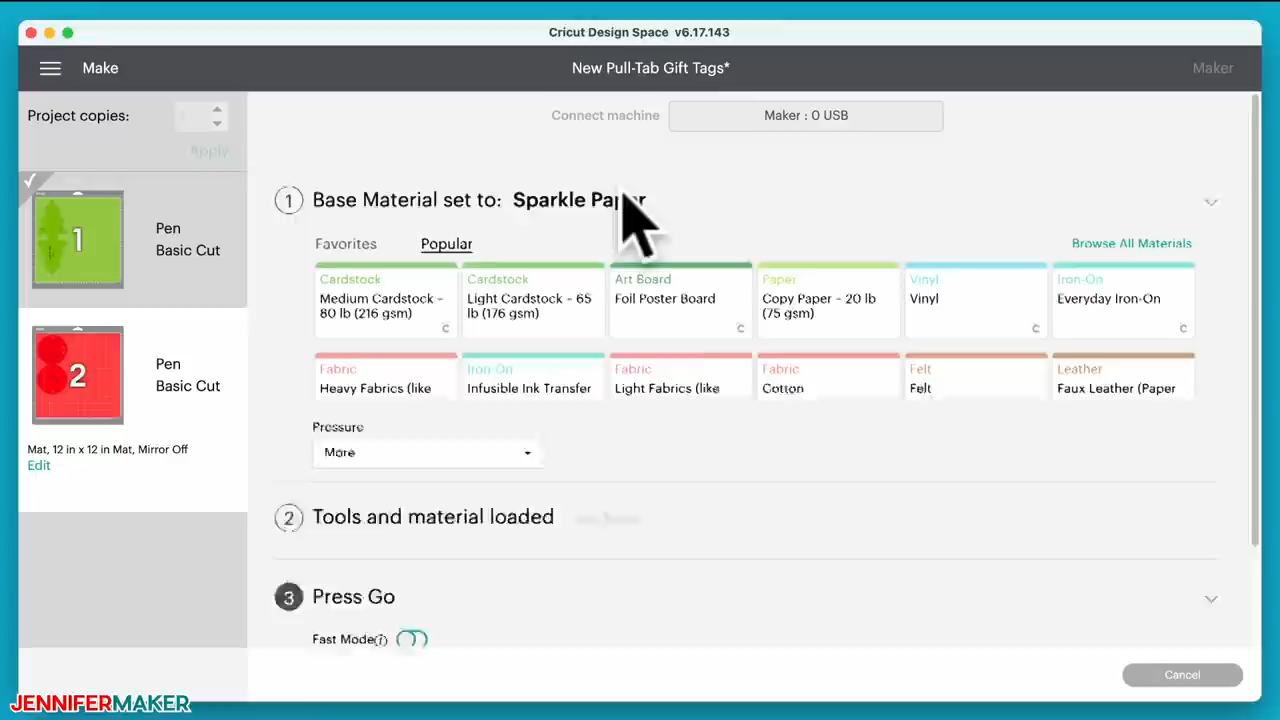 Cricut Design Space v6.17.143
Make
New Pull-Tab Gift Tags*
Maker
Project copies:
Apply
Connect machine
Maker : 0 USB
1
Pen
Basic Cut
2
Pen
Basic Cut
Mat, 12 in x 12 in Mat, Mirror Off
Edit
1 Base Material set to: Sparkle Paper
Favorites
Popular
Browse All Materials
Cardstock
Medium Cardstock - 80 lb (216 gsm)
C
Cardstock
Light Cardstock - 65 lb (176 gsm)
Art Board
Foil Poster Board
C
Paper
Copy Paper - 20 lb (75 gsm)
Vinyl
Vinyl
C
Iron-On
Everyday Iron-On
C
Fabric
Heavy Fabrics (like
Iron-On
Infusible Ink Transfer
Fabric
Light Fabrics (like
Fabric
Cotton
Felt
Felt
Leather
Faux Leather (Paper
Pressure
More
2 Tools and material loaded
3 Press Go
Fast Mode
Cancel
JENNIFERMAKER